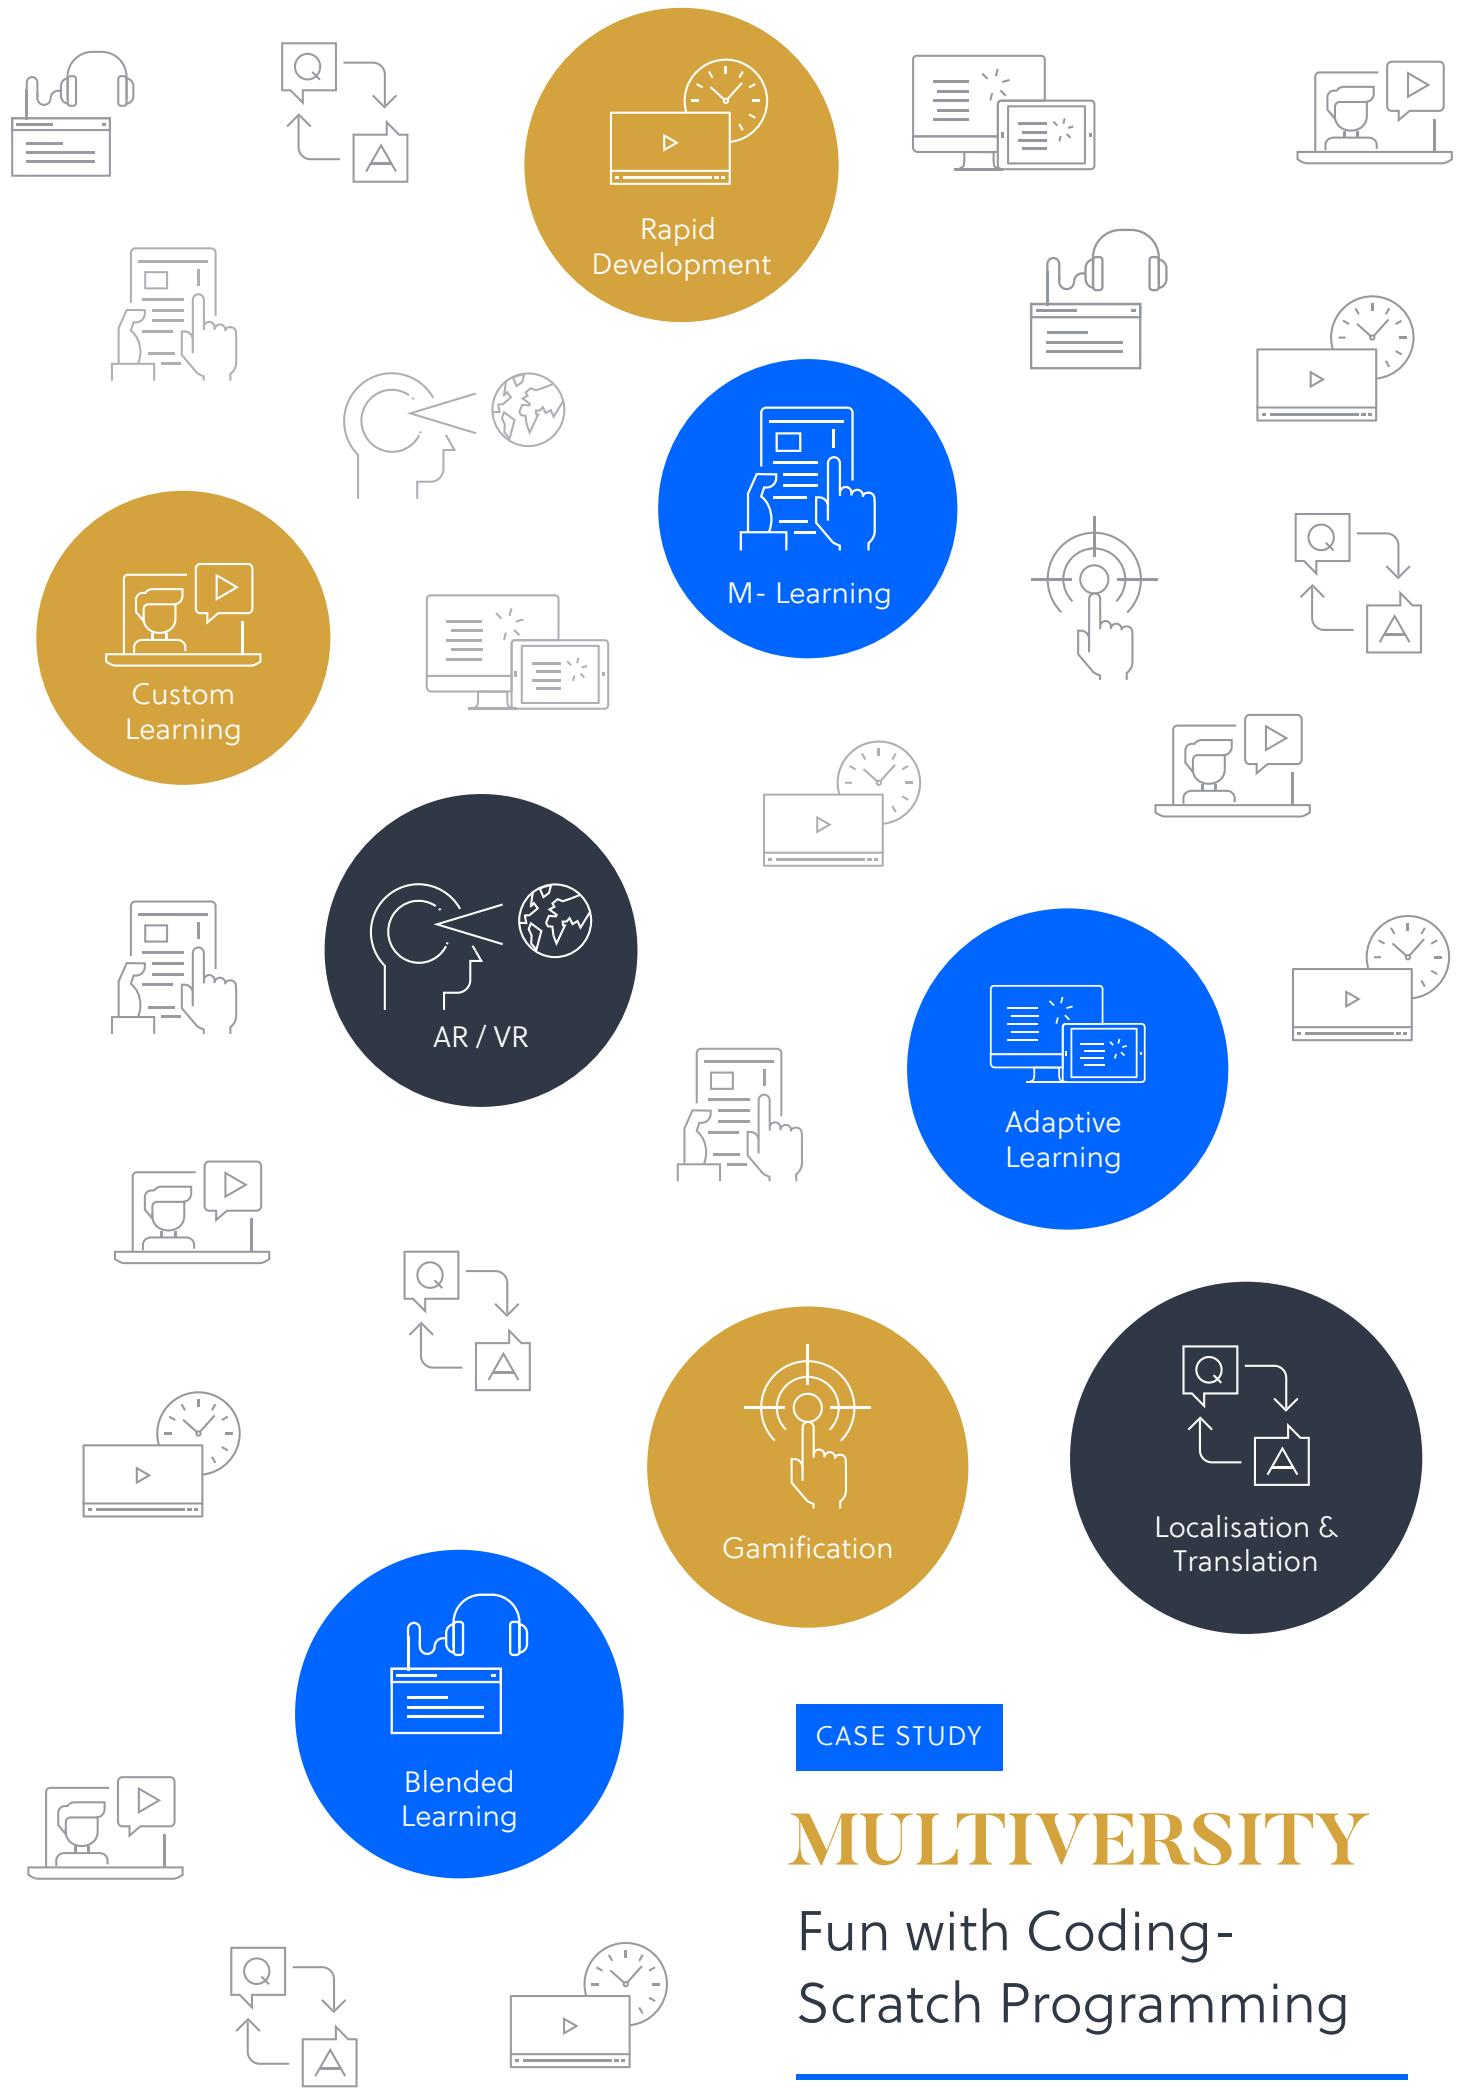 Q
A
Rapid
Development
M- Learning
Q
A
Custom
Learning
AR / VR
Adaptive
Learning
Q
A
Gamification
Q
A
Localisation &
Translation
Blended
Learning
CASE STUDY
MULTIVERSITY
Fun with Coding-
Scratch Programming
Q
A